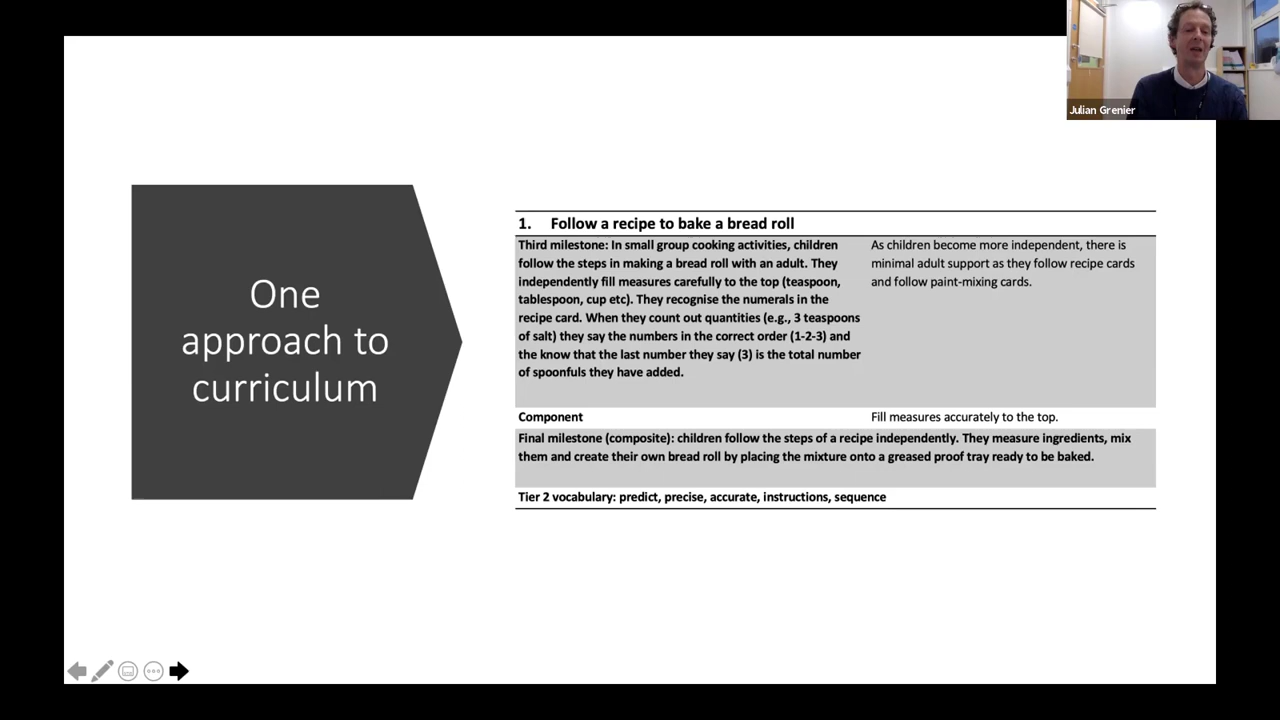 Julian Grenier
One
approach to
curriculum
1. Follow a recipe to bake a bread roll
Third milestone: In small group cooking activities, children
follow the steps in making a bread roll with an adult. They
independently fill measures carefully to the top (teaspoon,
tablespoon, cup etc). They recognise the numerals in the
recipe card. When they count out quantities (e.g., 3 teaspoons
of salt) they say the numbers in the correct order (1-2-3) and
the know that the last number they say (3) is the total number
of spoonfuls they have added.
As children become more independent, there is
minimal adult support as they follow recipe cards
and follow paint-mixing cards.
Component
Fill measures accurately to the top.
Final milestone (composite): children follow the steps of a recipe independently. They measure ingredients, mix
them and create their own bread roll by placing the mixture onto a greased proof tray ready to be baked.
Tier 2 vocabulary: predict, precise, accurate, instructions, sequence